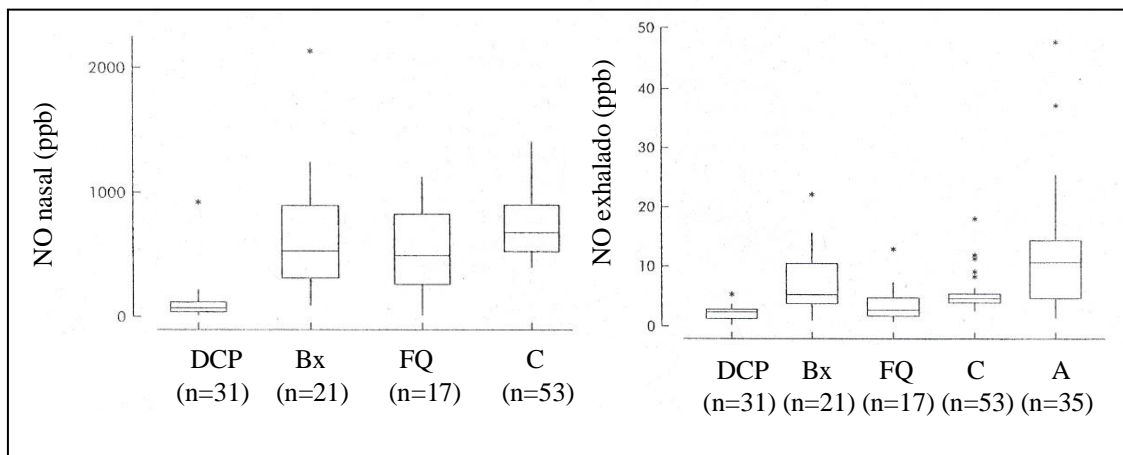 NO nasal (ppb)
2000
1000
0
DCP Bx FQ C
(n=31) (n=21) (n=17) (n=53)
NO exhalado (ppb)
50
40
30
20
10
0
DCP Bx FQ C A
(n=31) (n=21) (n=17) (n=53) (n=35)